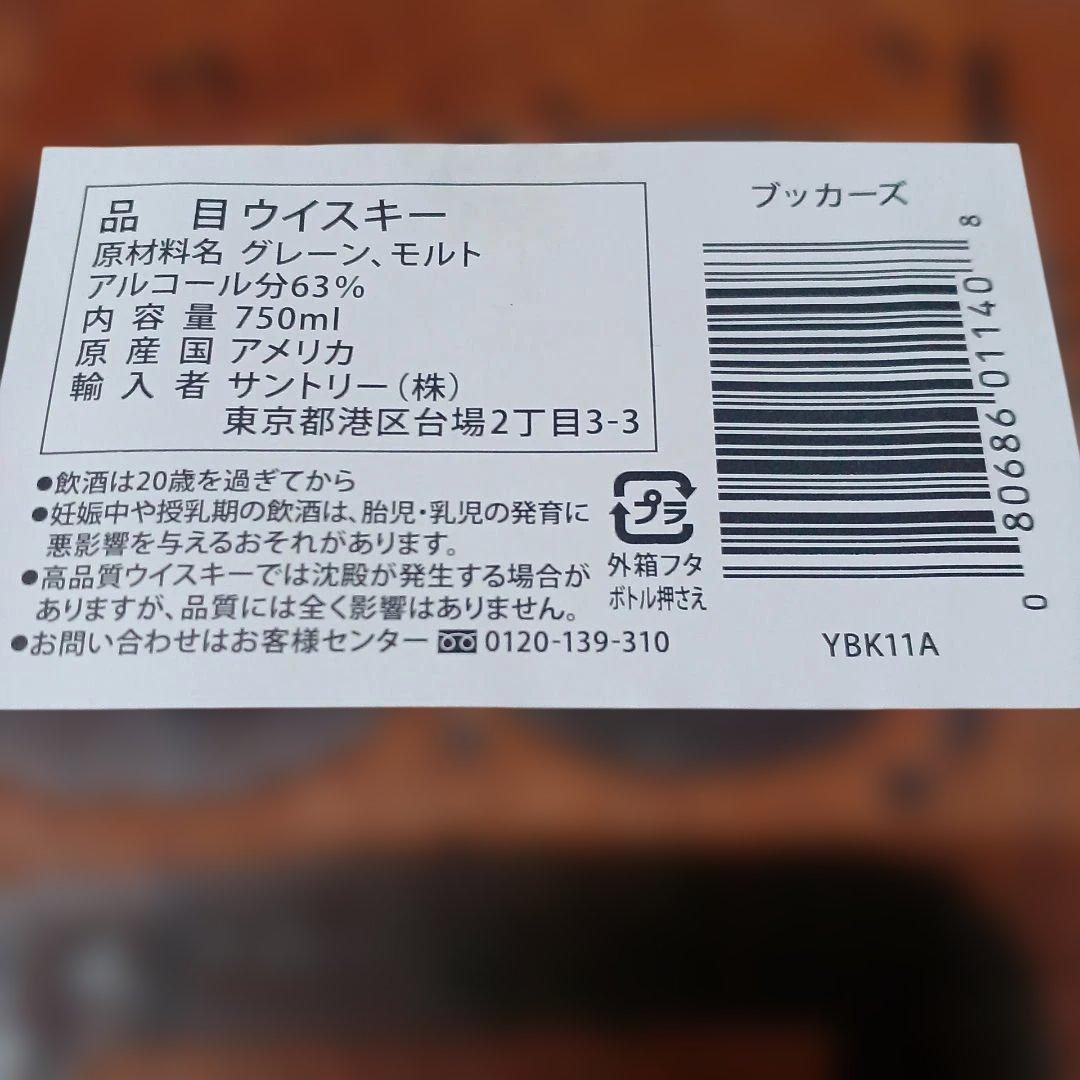 品 目 ウイスキー
原材料名 グレーン、モルト
アルコール分63%
内容量 750ml
原産国 アメリカ
輸入者 サントリー(株)
東京都港区台場2丁目3-3
●飲酒は20歳を過ぎてから
●妊娠中や授乳期の飲酒は、胎児・乳児の発育に
悪影響を与えるおそれがあります。
●高品質ウイスキーでは沈殿が発生する場合が
ありますが、品質には全く影響はありません。
●お問い合わせはお客様センター 0120-139-310
プラ
外箱フタ
ボトル押さえ
ブッカーズ
0 80686 01140 8
YBK11A